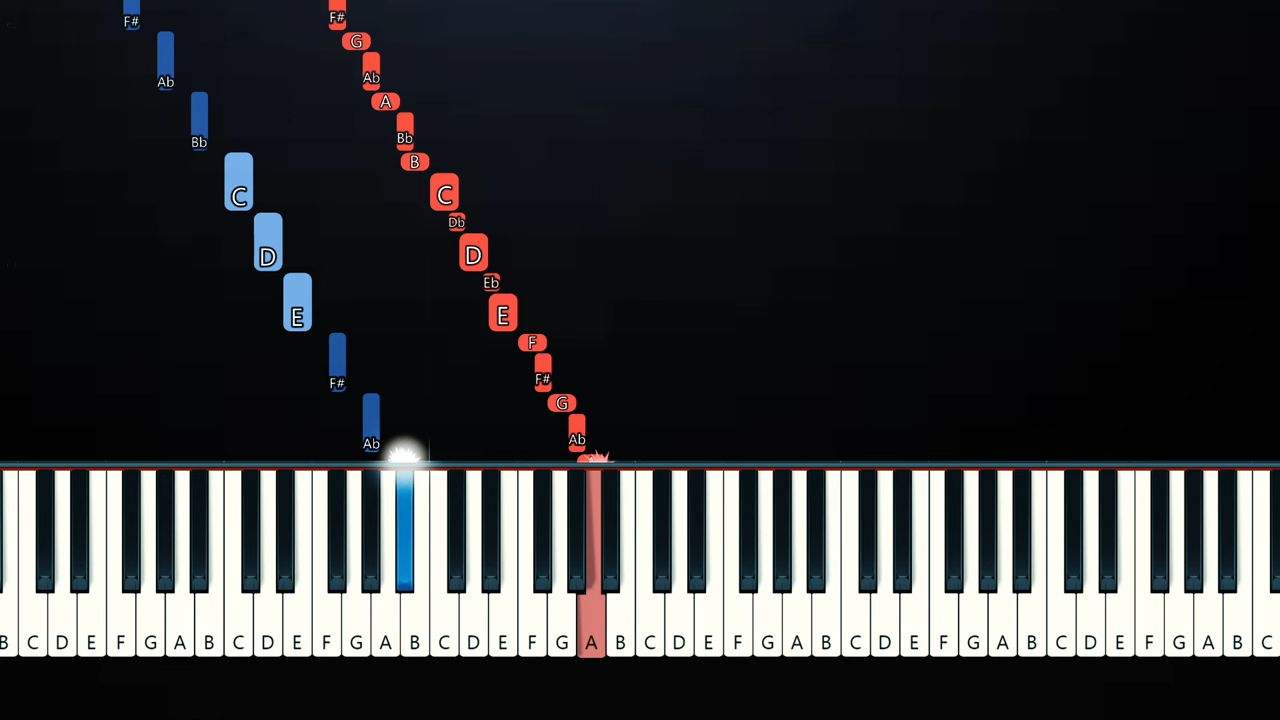 F# F#
G
Ab Ab
A
Bb Bb
B
C C
Db
D D
Eb
E E
F
F# F#
G
Ab Ab
B C D E F G A B C D E F G A B C D E F G A B C D E F G A B C D E F G A B C D E F G A B C